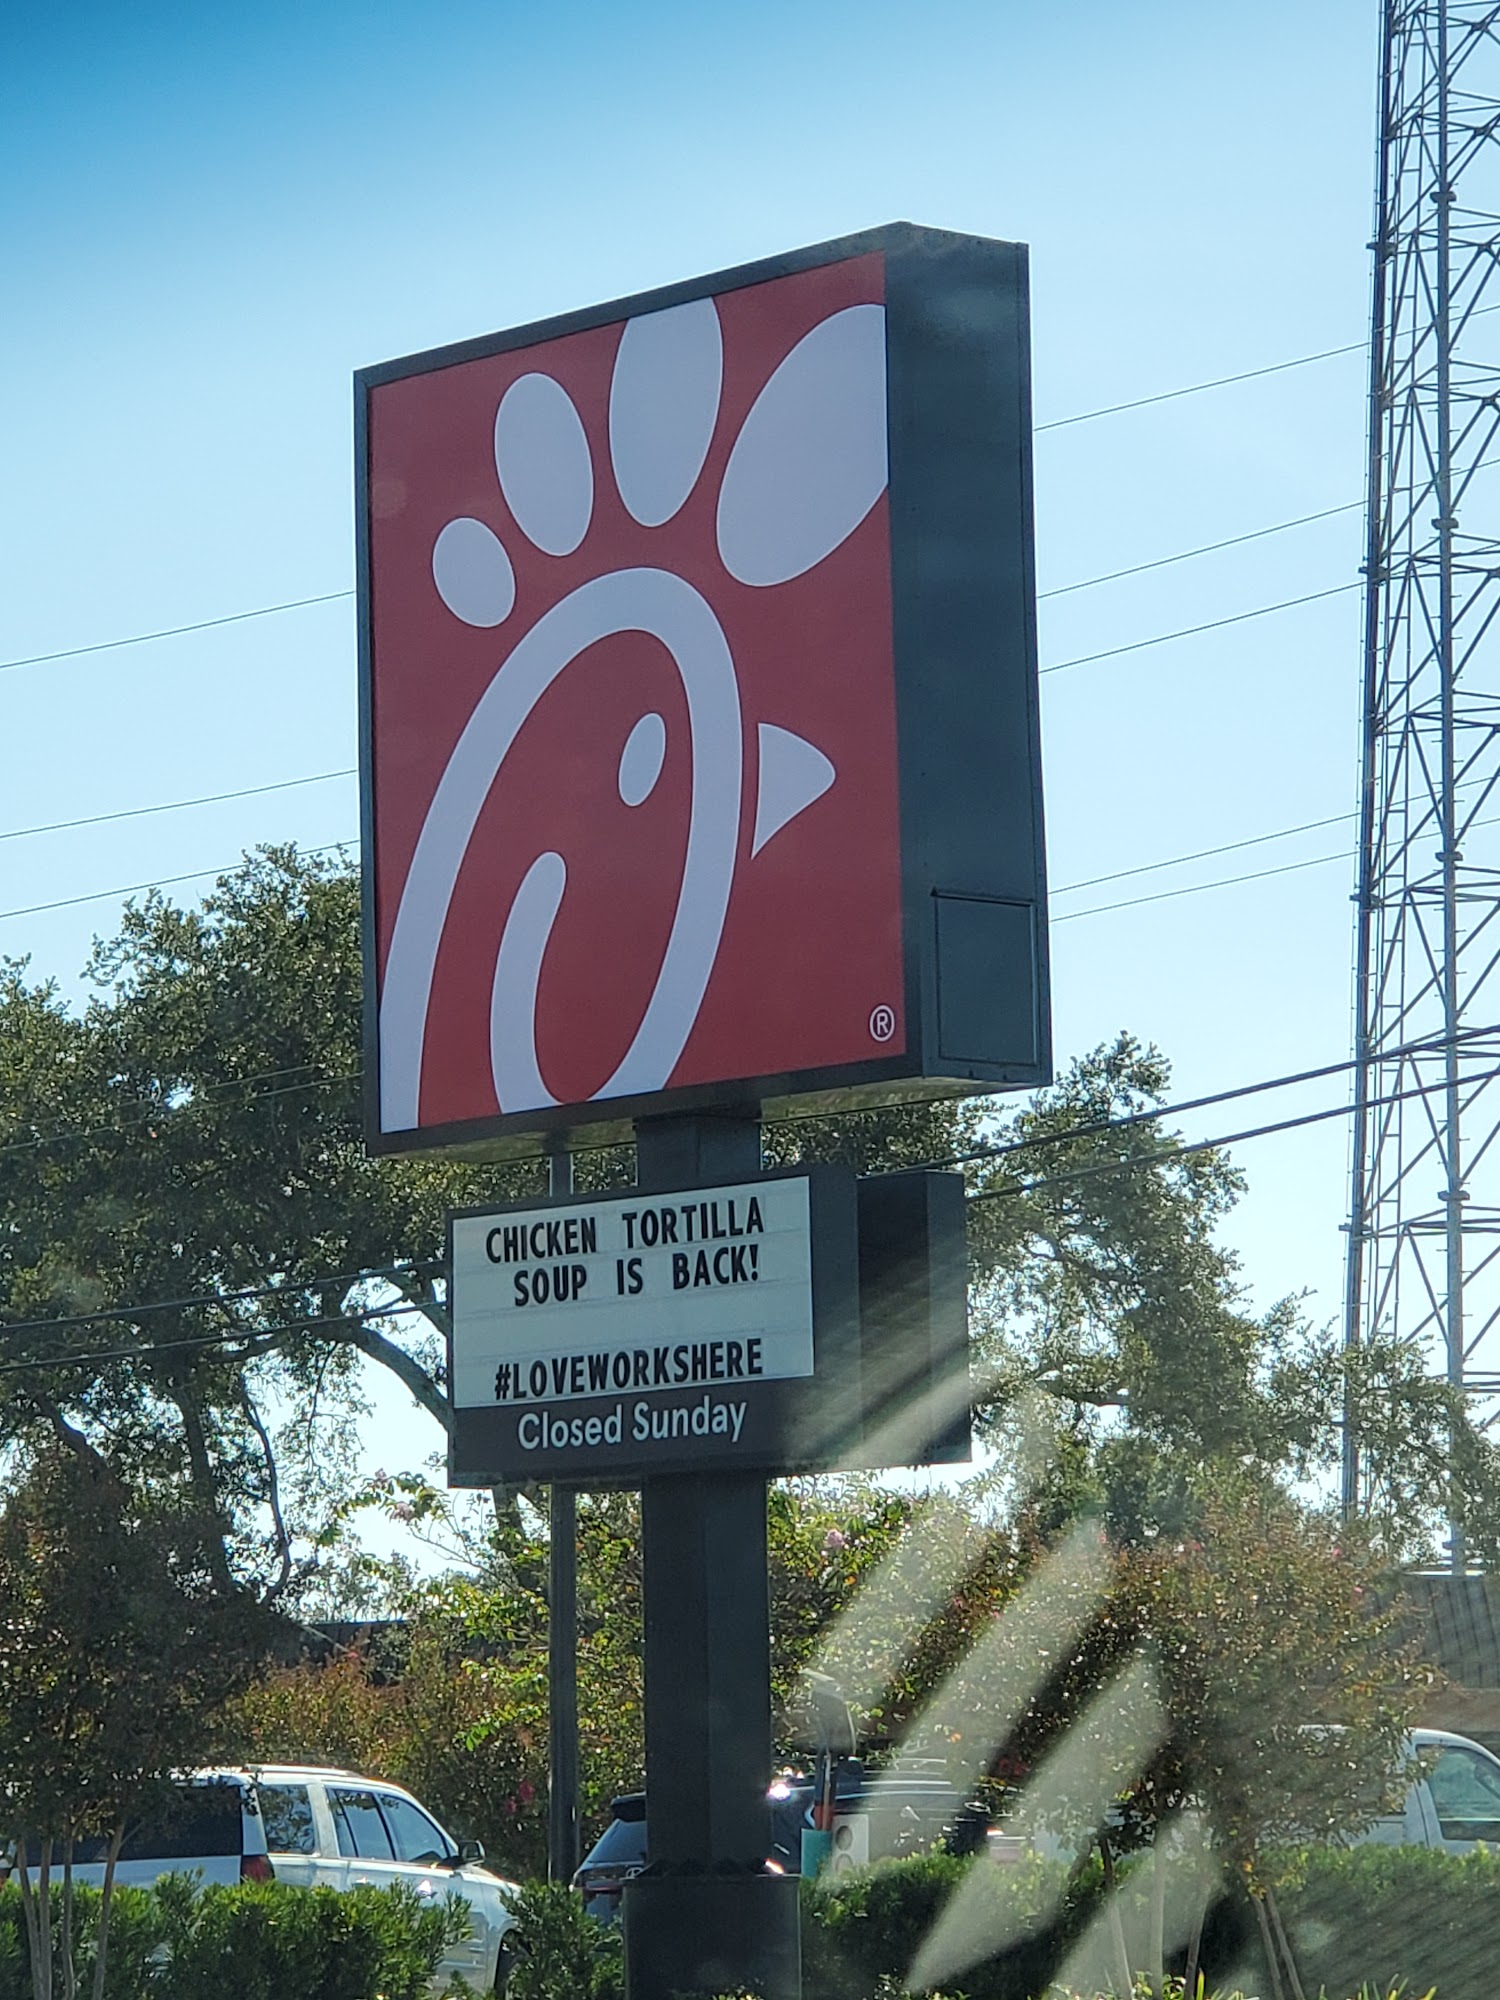 ®
CHICKEN TORTILLA
SOUP IS BACK!
#LOVEWORKSHERE
Closed Sunday